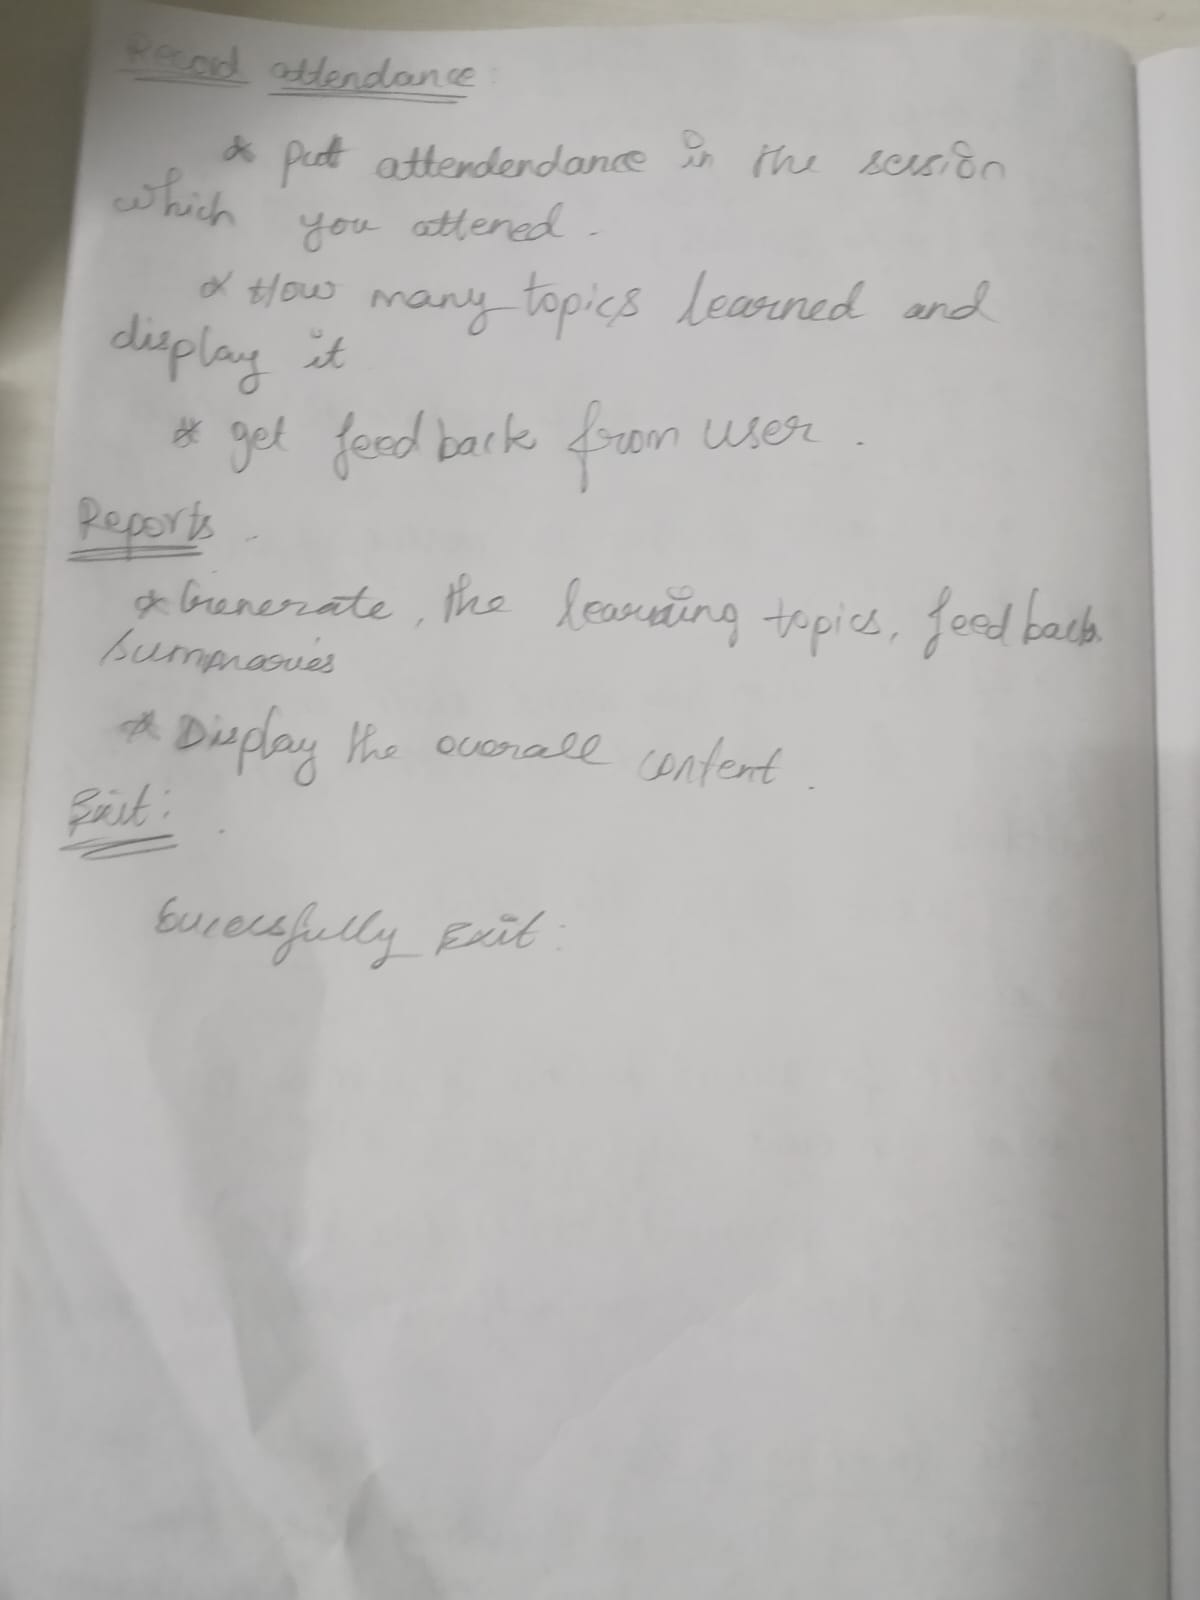 Record attendance:
* put attendendance in the session
which you attened.
* How many topics learned and
display it
* get feed back from user.
Reports.
* Generate, the learning topics, feed back
summaries
* Display the overall content.
Exit:
Sucessfully Exit: